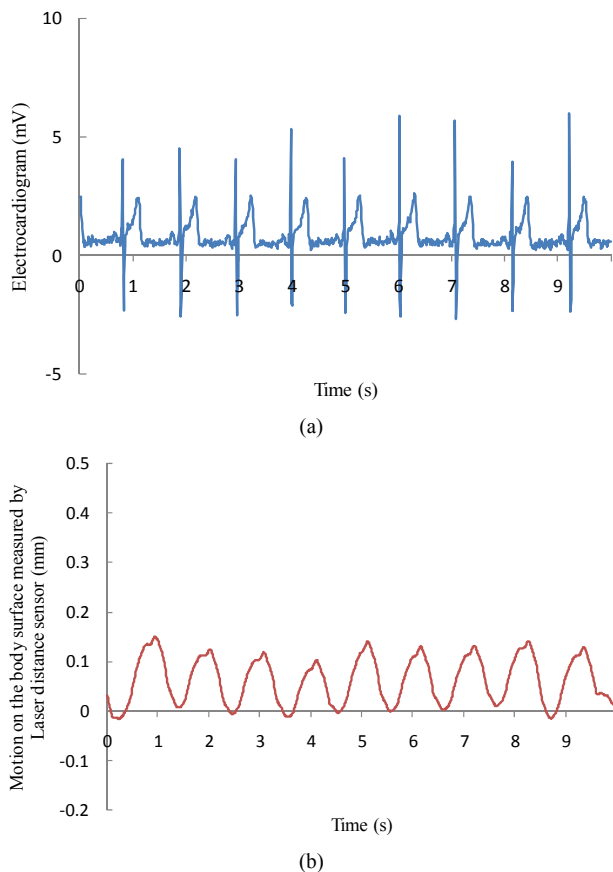 10
5
0
-5
Electrocardiogram (mV)
0 1 2 3 4 5 6 7 8 9
Time (s)
(a)
0.5
0.4
0.3
0.2
0.1
0
-0.1
-0.2
Motion on the body surface measured by
Laser distance sensor (mm)
0 1 2 3 4 5 6 7 8 9
Time (s)
(b)